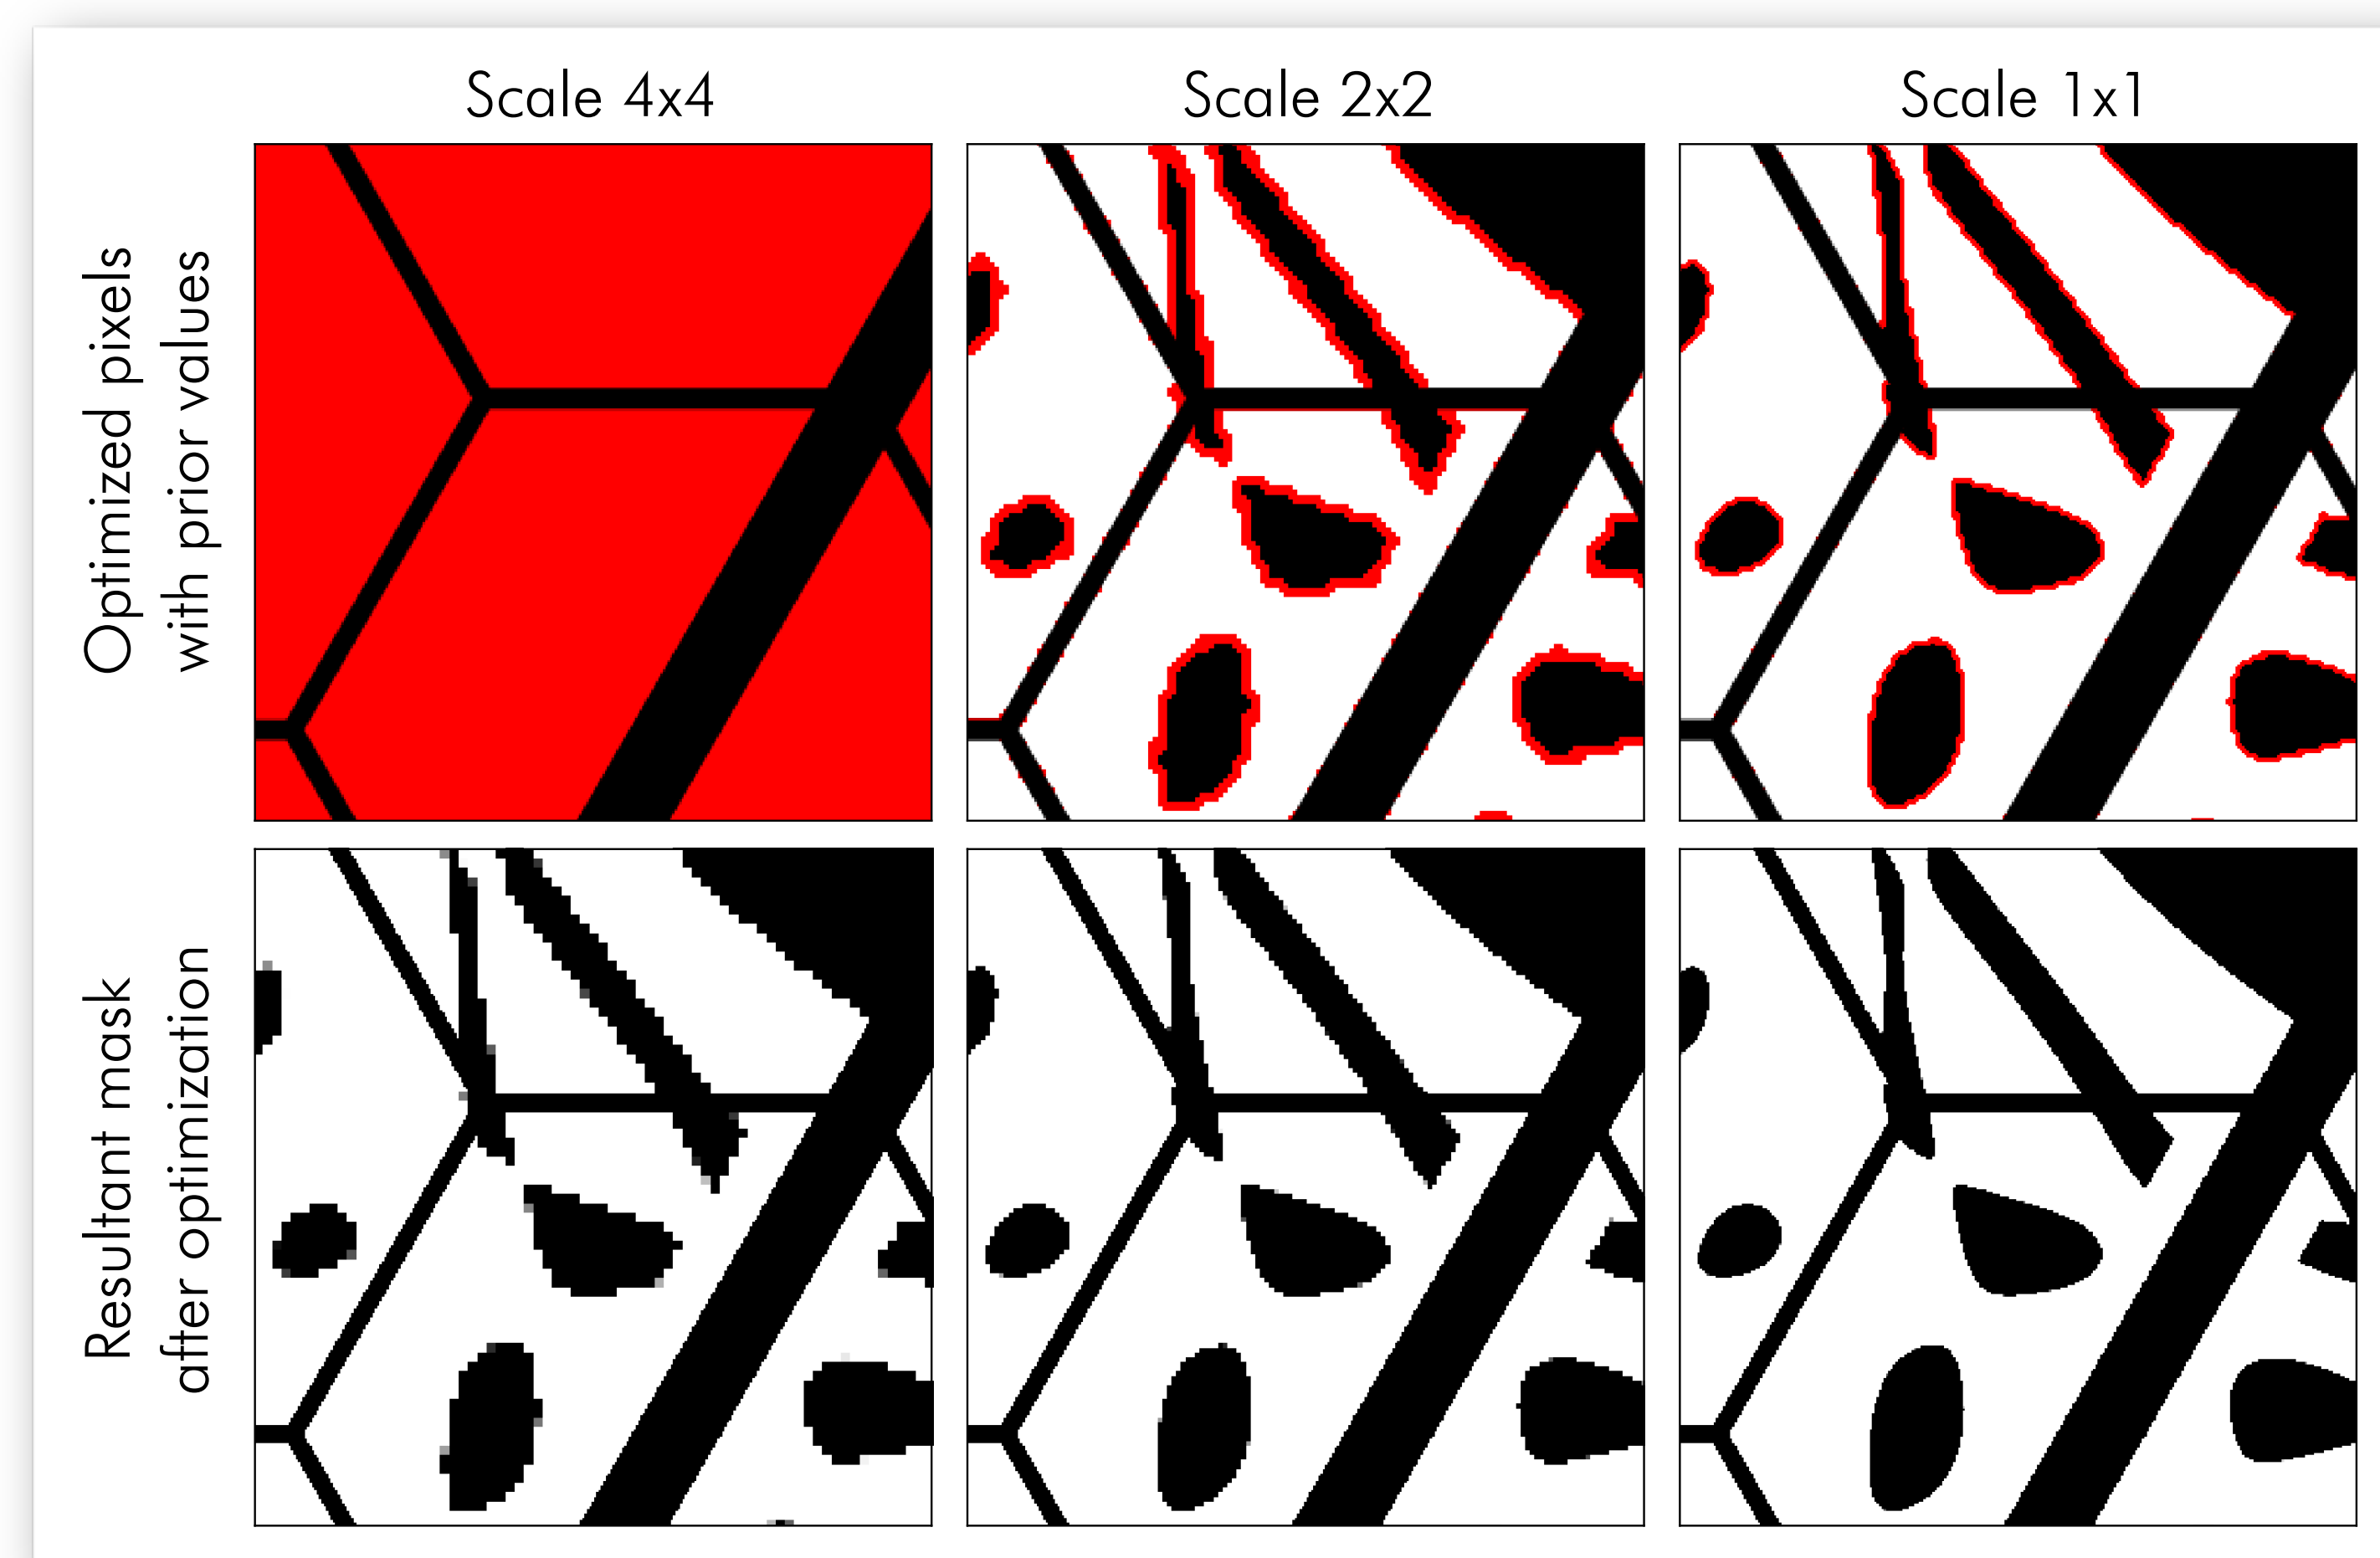 Scale 4x4
Scale 2x2
Scale 1x1
Optimized pixels
with prior values
Resultant mask
after optimization